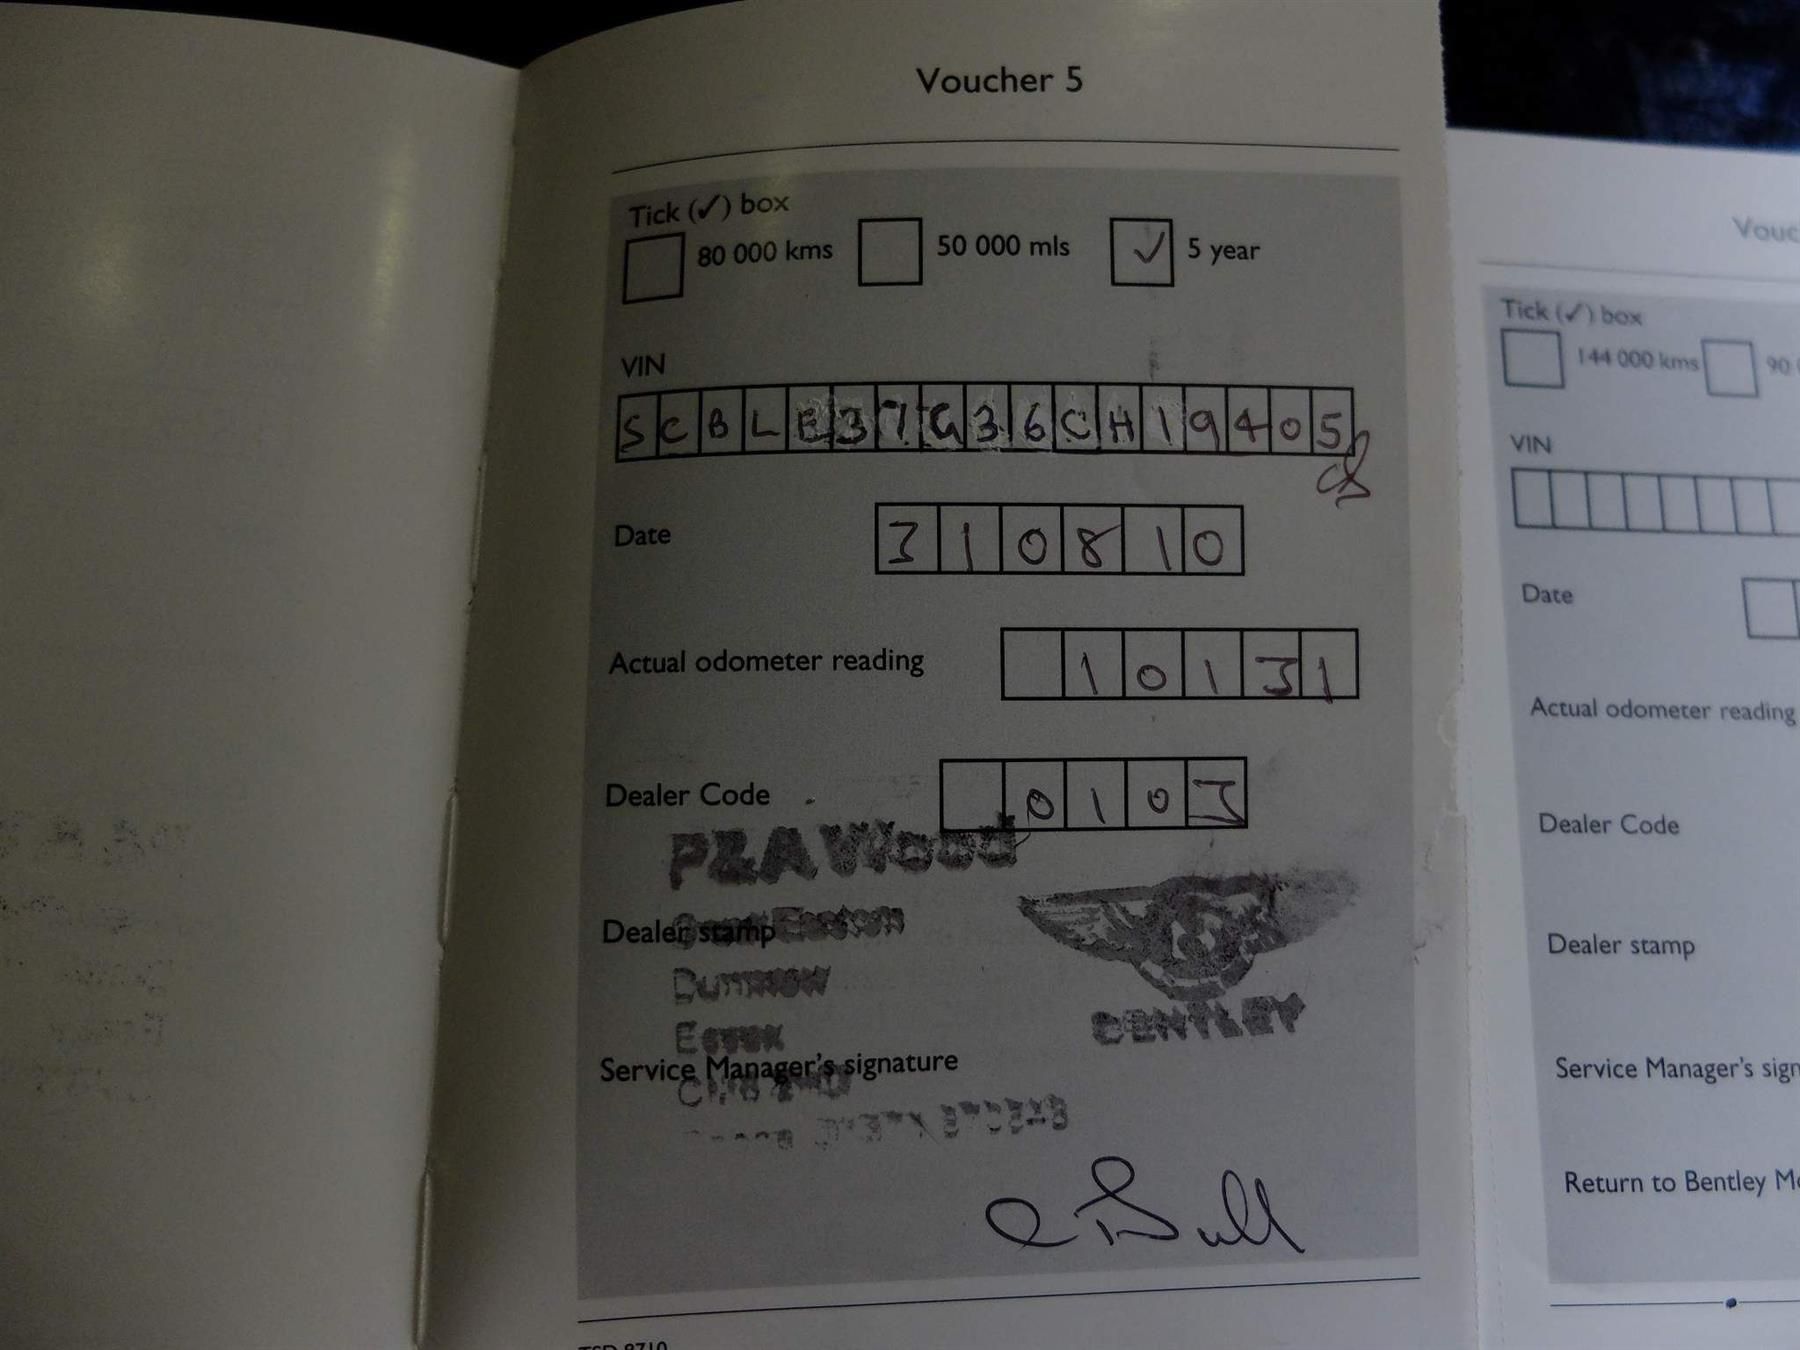 Voucher 5
Tick (✓) box
80 000 kms
50 000 mls
✓ 5 year
VIN
SCBLE37G36CH19405
Date
310810
Actual odometer reading
10131
Dealer Code
0103
P&A Wood
Dealer stamp
Great Easton
Dunmow
Essex
BENTLEY
Service Manager's signature
Tick (✓) box
144 000 kms
90
VIN
Date
Actual odometer reading
Dealer Code
Dealer stamp
Service Manager's sign
Return to Bentley Mo